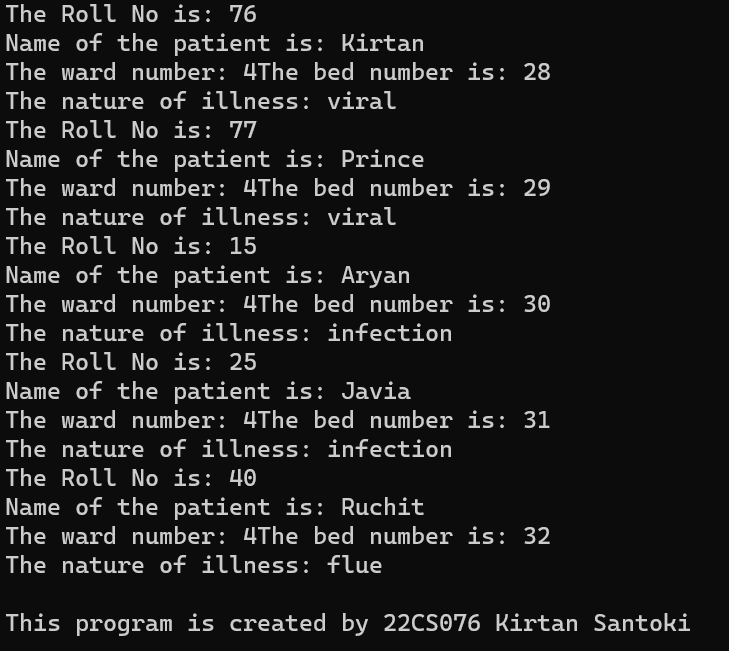 The Roll No is: 76
Name of the patient is: Kirtan
The ward number: 4The bed number is: 28
The nature of illness: viral
The Roll No is: 77
Name of the patient is: Prince
The ward number: 4The bed number is: 29
The nature of illness: viral
The Roll No is: 15
Name of the patient is: Aryan
The ward number: 4The bed number is: 30
The nature of illness: infection
The Roll No is: 25
Name of the patient is: Javia
The ward number: 4The bed number is: 31
The nature of illness: infection
The Roll No is: 40
Name of the patient is: Ruchit
The ward number: 4The bed number is: 32
The nature of illness: flue
This program is created by 22CS076 Kirtan Santoki